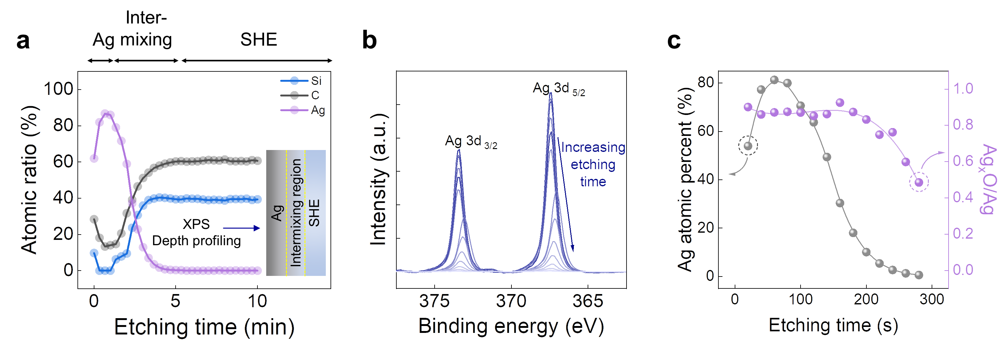 a
Inter-
Ag mixing
SHE
Si
C
Ag
100
80
60
40
20
0
Atomic ratio (%)
XPS
Depth profiling
Ag
Intermixing region
SHE
0 5 10
Etching time (min)
b
Intensity (a.u.)
Ag 3d 3/2
Ag 3d 5/2
Increasing
etching
time
375 370 365
Binding energy (eV)
c
Ag atomic percent (%)
80
60
40
20
0
1.0
0.8
0.6
0.4
0.2
0.0
AgxO/Ag
0 100 200 300
Etching time (s)